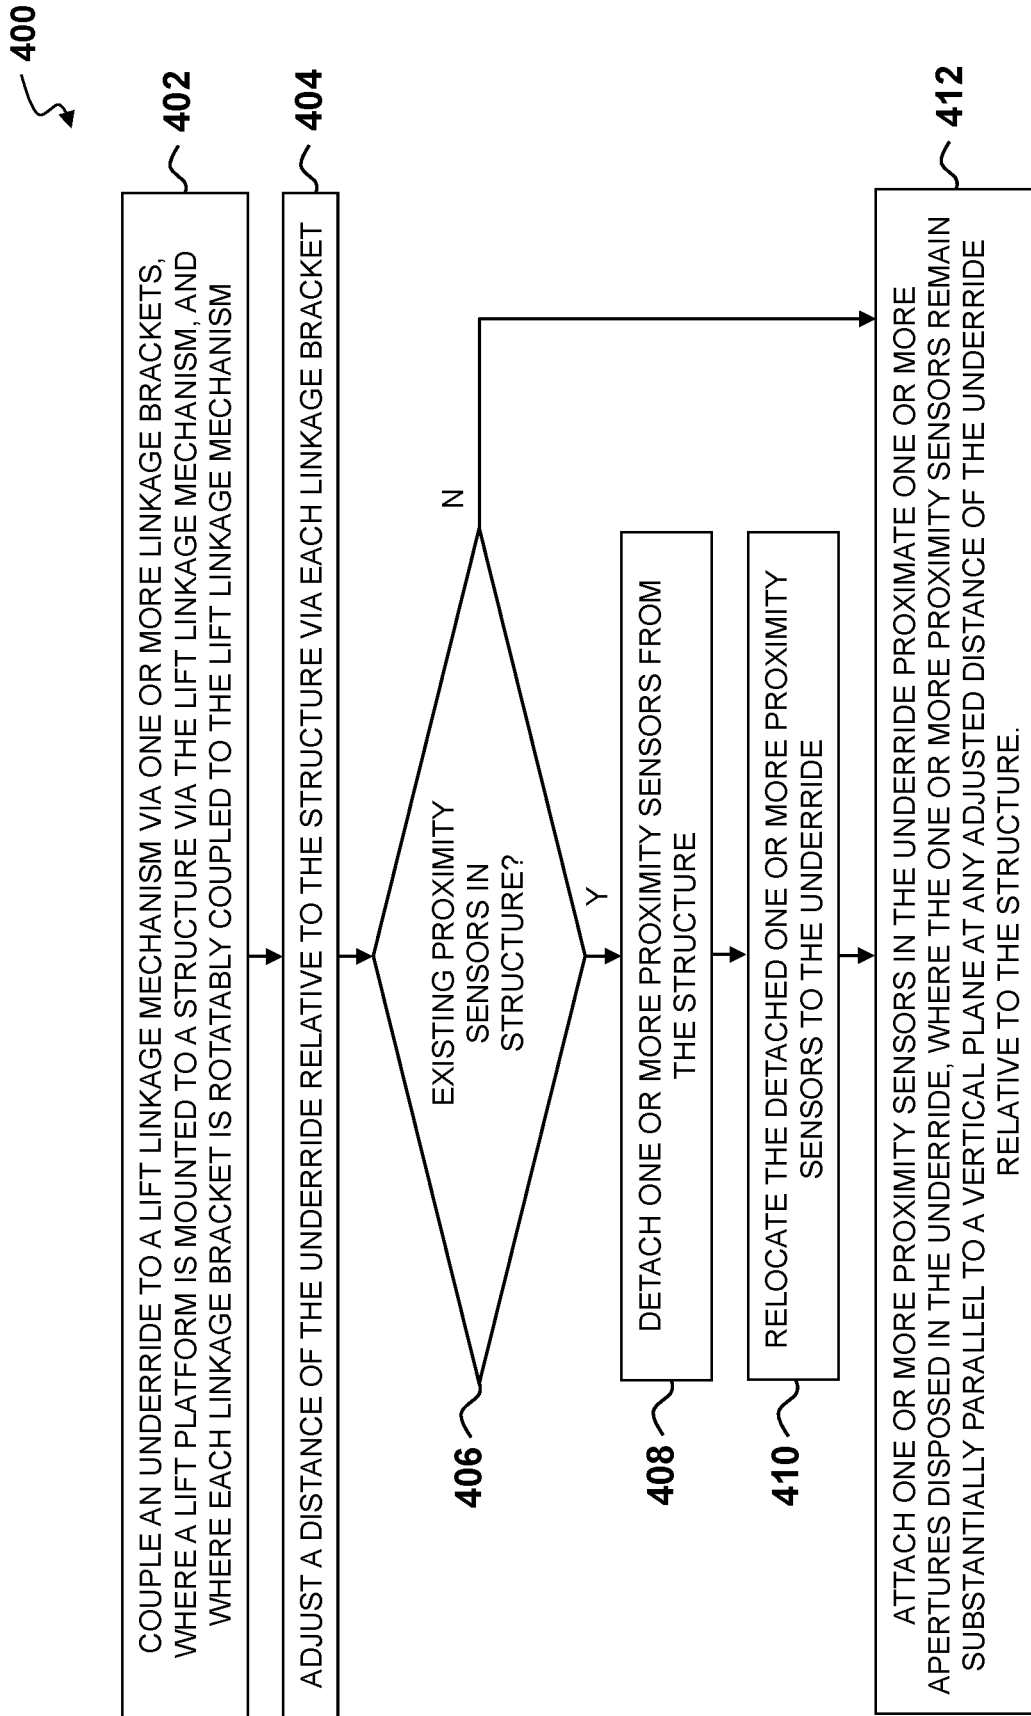 400
COUPLE AN UNDERRIDE TO A LIFT LINKAGE MECHANISM VIA ONE OR MORE LINKAGE BRACKETS,
WHERE A LIFT PLATFORM IS MOUNTED TO A STRUCTURE VIA THE LIFT LINKAGE MECHANISM, AND
WHERE EACH LINKAGE BRACKET IS ROTATABLY COUPLED TO THE LIFT LINKAGE MECHANISM
402
ADJUST A DISTANCE OF THE UNDERRIDE RELATIVE TO THE STRUCTURE VIA EACH LINKAGE BRACKET
404
EXISTING PROXIMITY
SENSORS IN
STRUCTURE?
406
N
Y
DETACH ONE OR MORE PROXIMITY SENSORS FROM
THE STRUCTURE
408
RELOCATE THE DETACHED ONE OR MORE PROXIMITY
SENSORS TO THE UNDERRIDE
410
ATTACH ONE OR MORE PROXIMITY SENSORS IN THE UNDERRIDE PROXIMATE ONE OR MORE
APERTURES DISPOSED IN THE UNDERRIDE, WHERE THE ONE OR MORE PROXIMITY SENSORS REMAIN
SUBSTANTIALLY PARALLEL TO A VERTICAL PLANE AT ANY ADJUSTED DISTANCE OF THE UNDERRIDE
RELATIVE TO THE STRUCTURE.
412